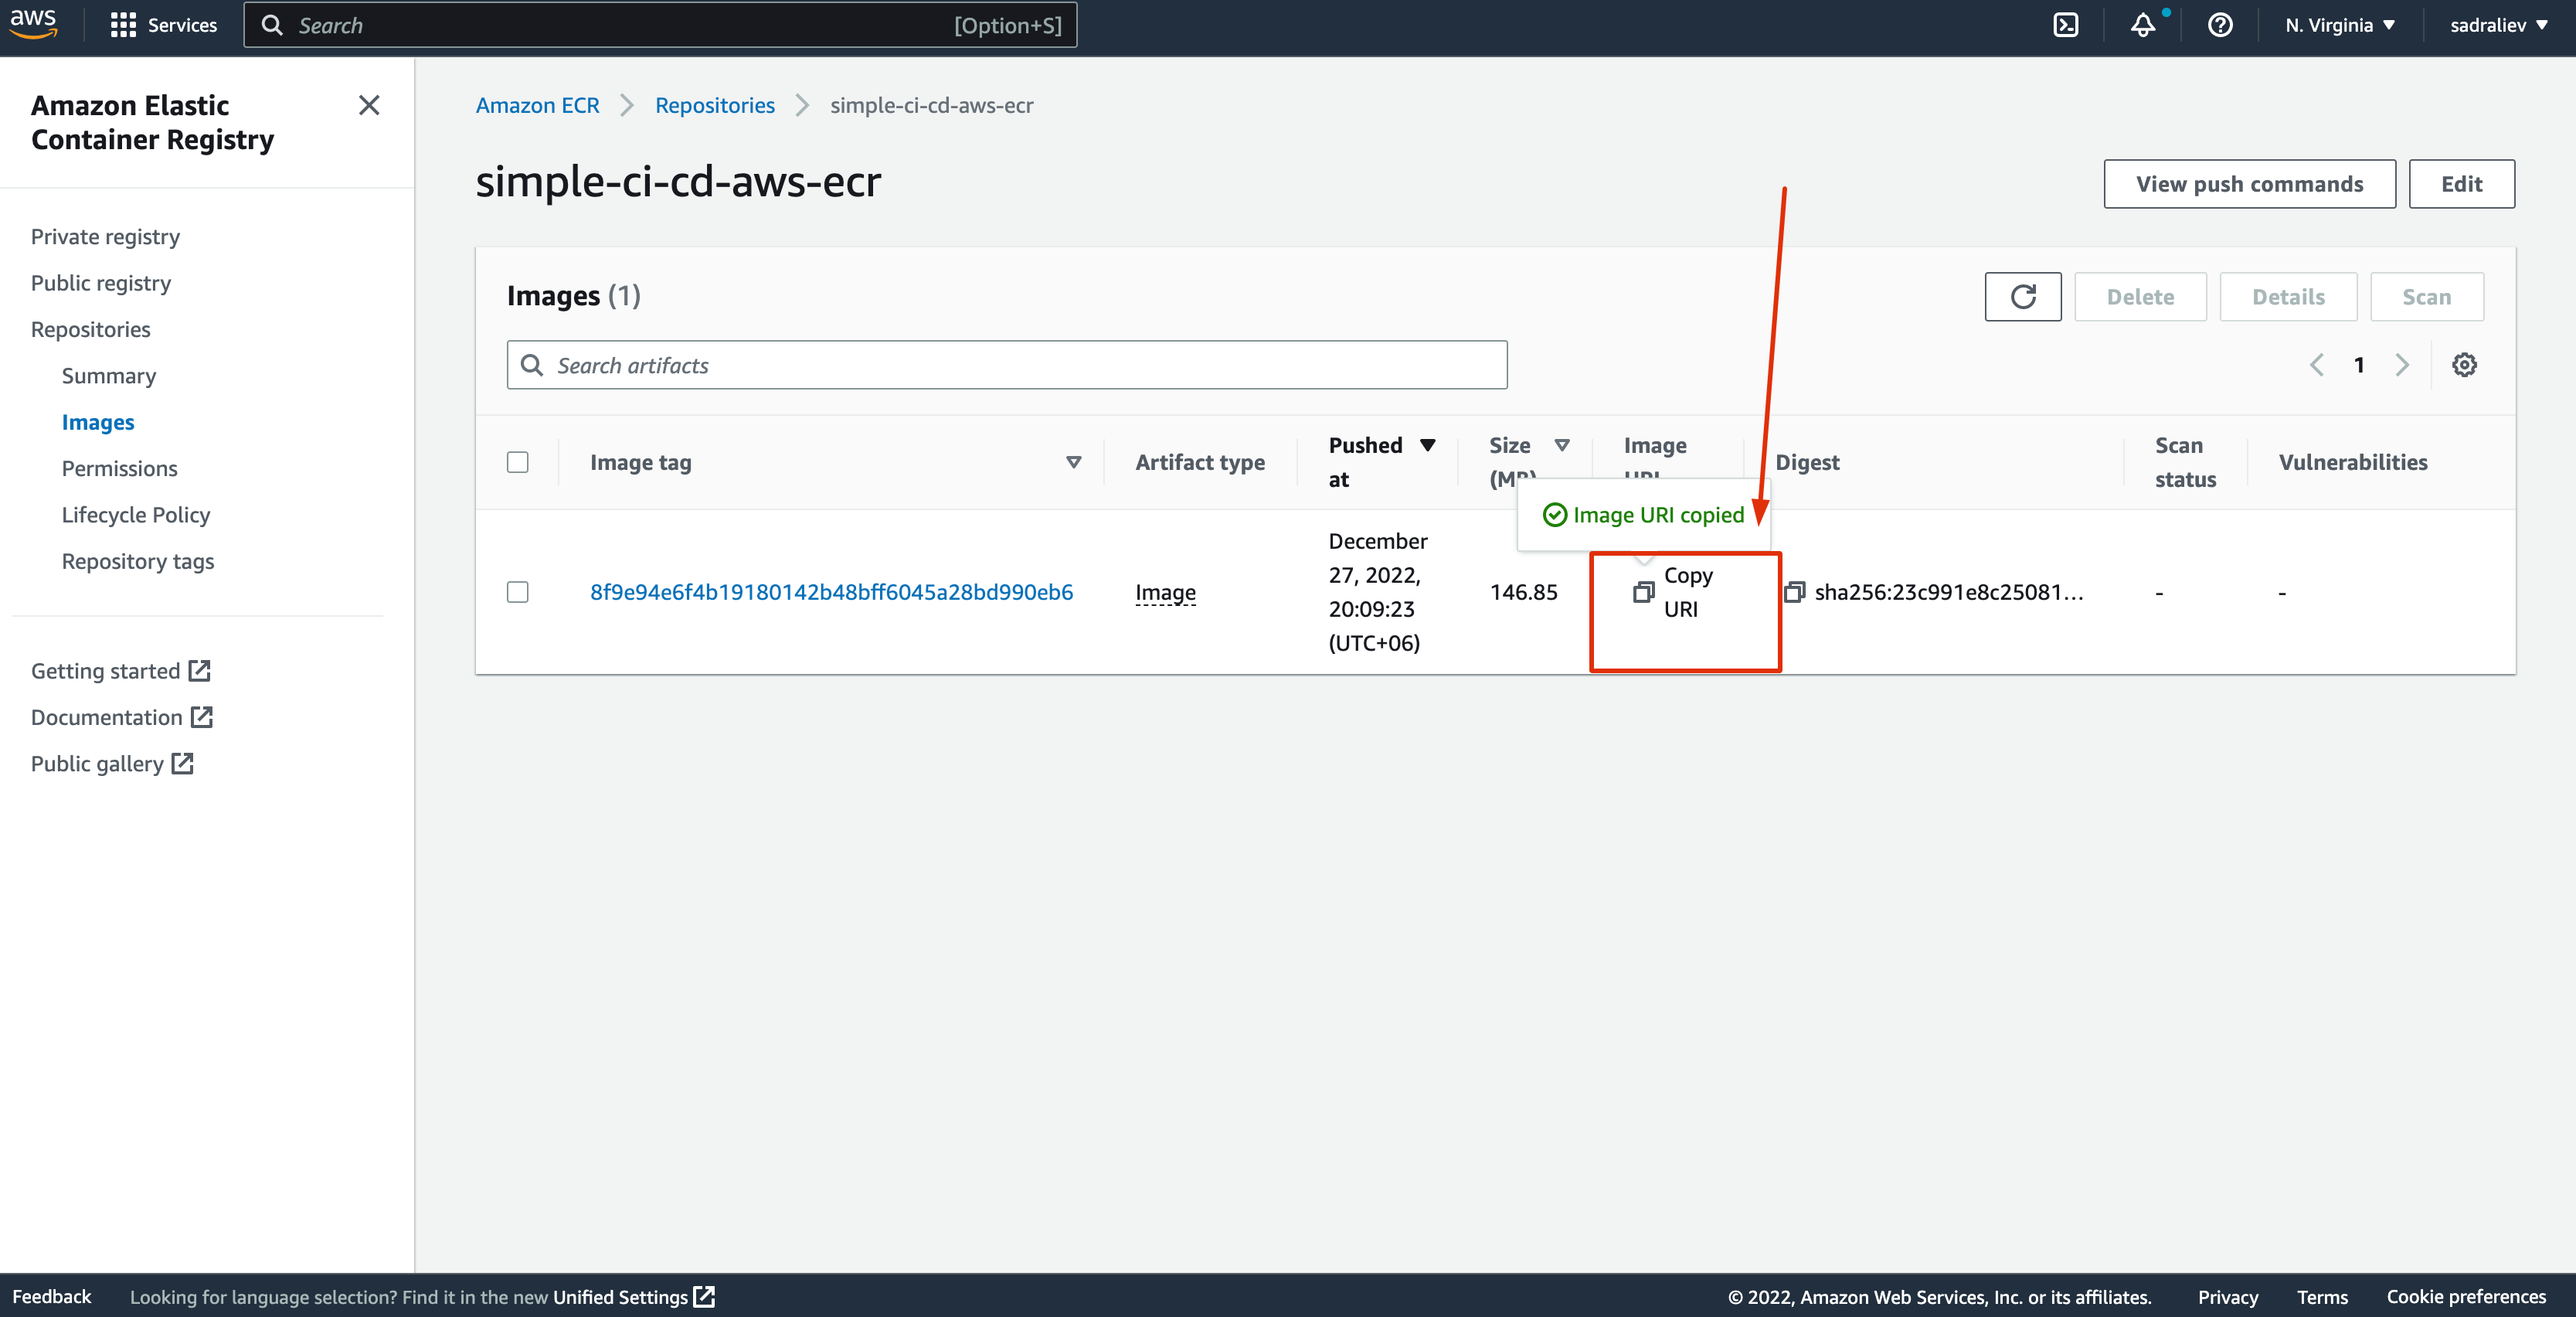 aws
Services
Search
[Option+S]
N. Virginia
sadraliev
Amazon Elastic
Container Registry
Private registry
Public registry
Repositories
Summary
Images
Permissions
Lifecycle Policy
Repository tags
Getting started
Documentation
Public gallery
Amazon ECR
Repositories
simple-ci-cd-aws-ecr
simple-ci-cd-aws-ecr
View push commands
Edit
Images (1)
Delete
Details
Scan
Search artifacts
1
Image tag
Artifact type
Pushed
at
Size
(MB)
Image
URI
Digest
Scan
status
Vulnerabilities
Image URI copied
8f9e94e6f4b19180142b48bff6045a28bd990eb6
Image
December
27, 2022,
20:09:23
(UTC+06)
146.85
Copy
URI
sha256:23c991e8c25081...
-
-
Feedback
Looking for language selection? Find it in the new Unified Settings
© 2022, Amazon Web Services, Inc. or its affiliates.
Privacy
Terms
Cookie preferences